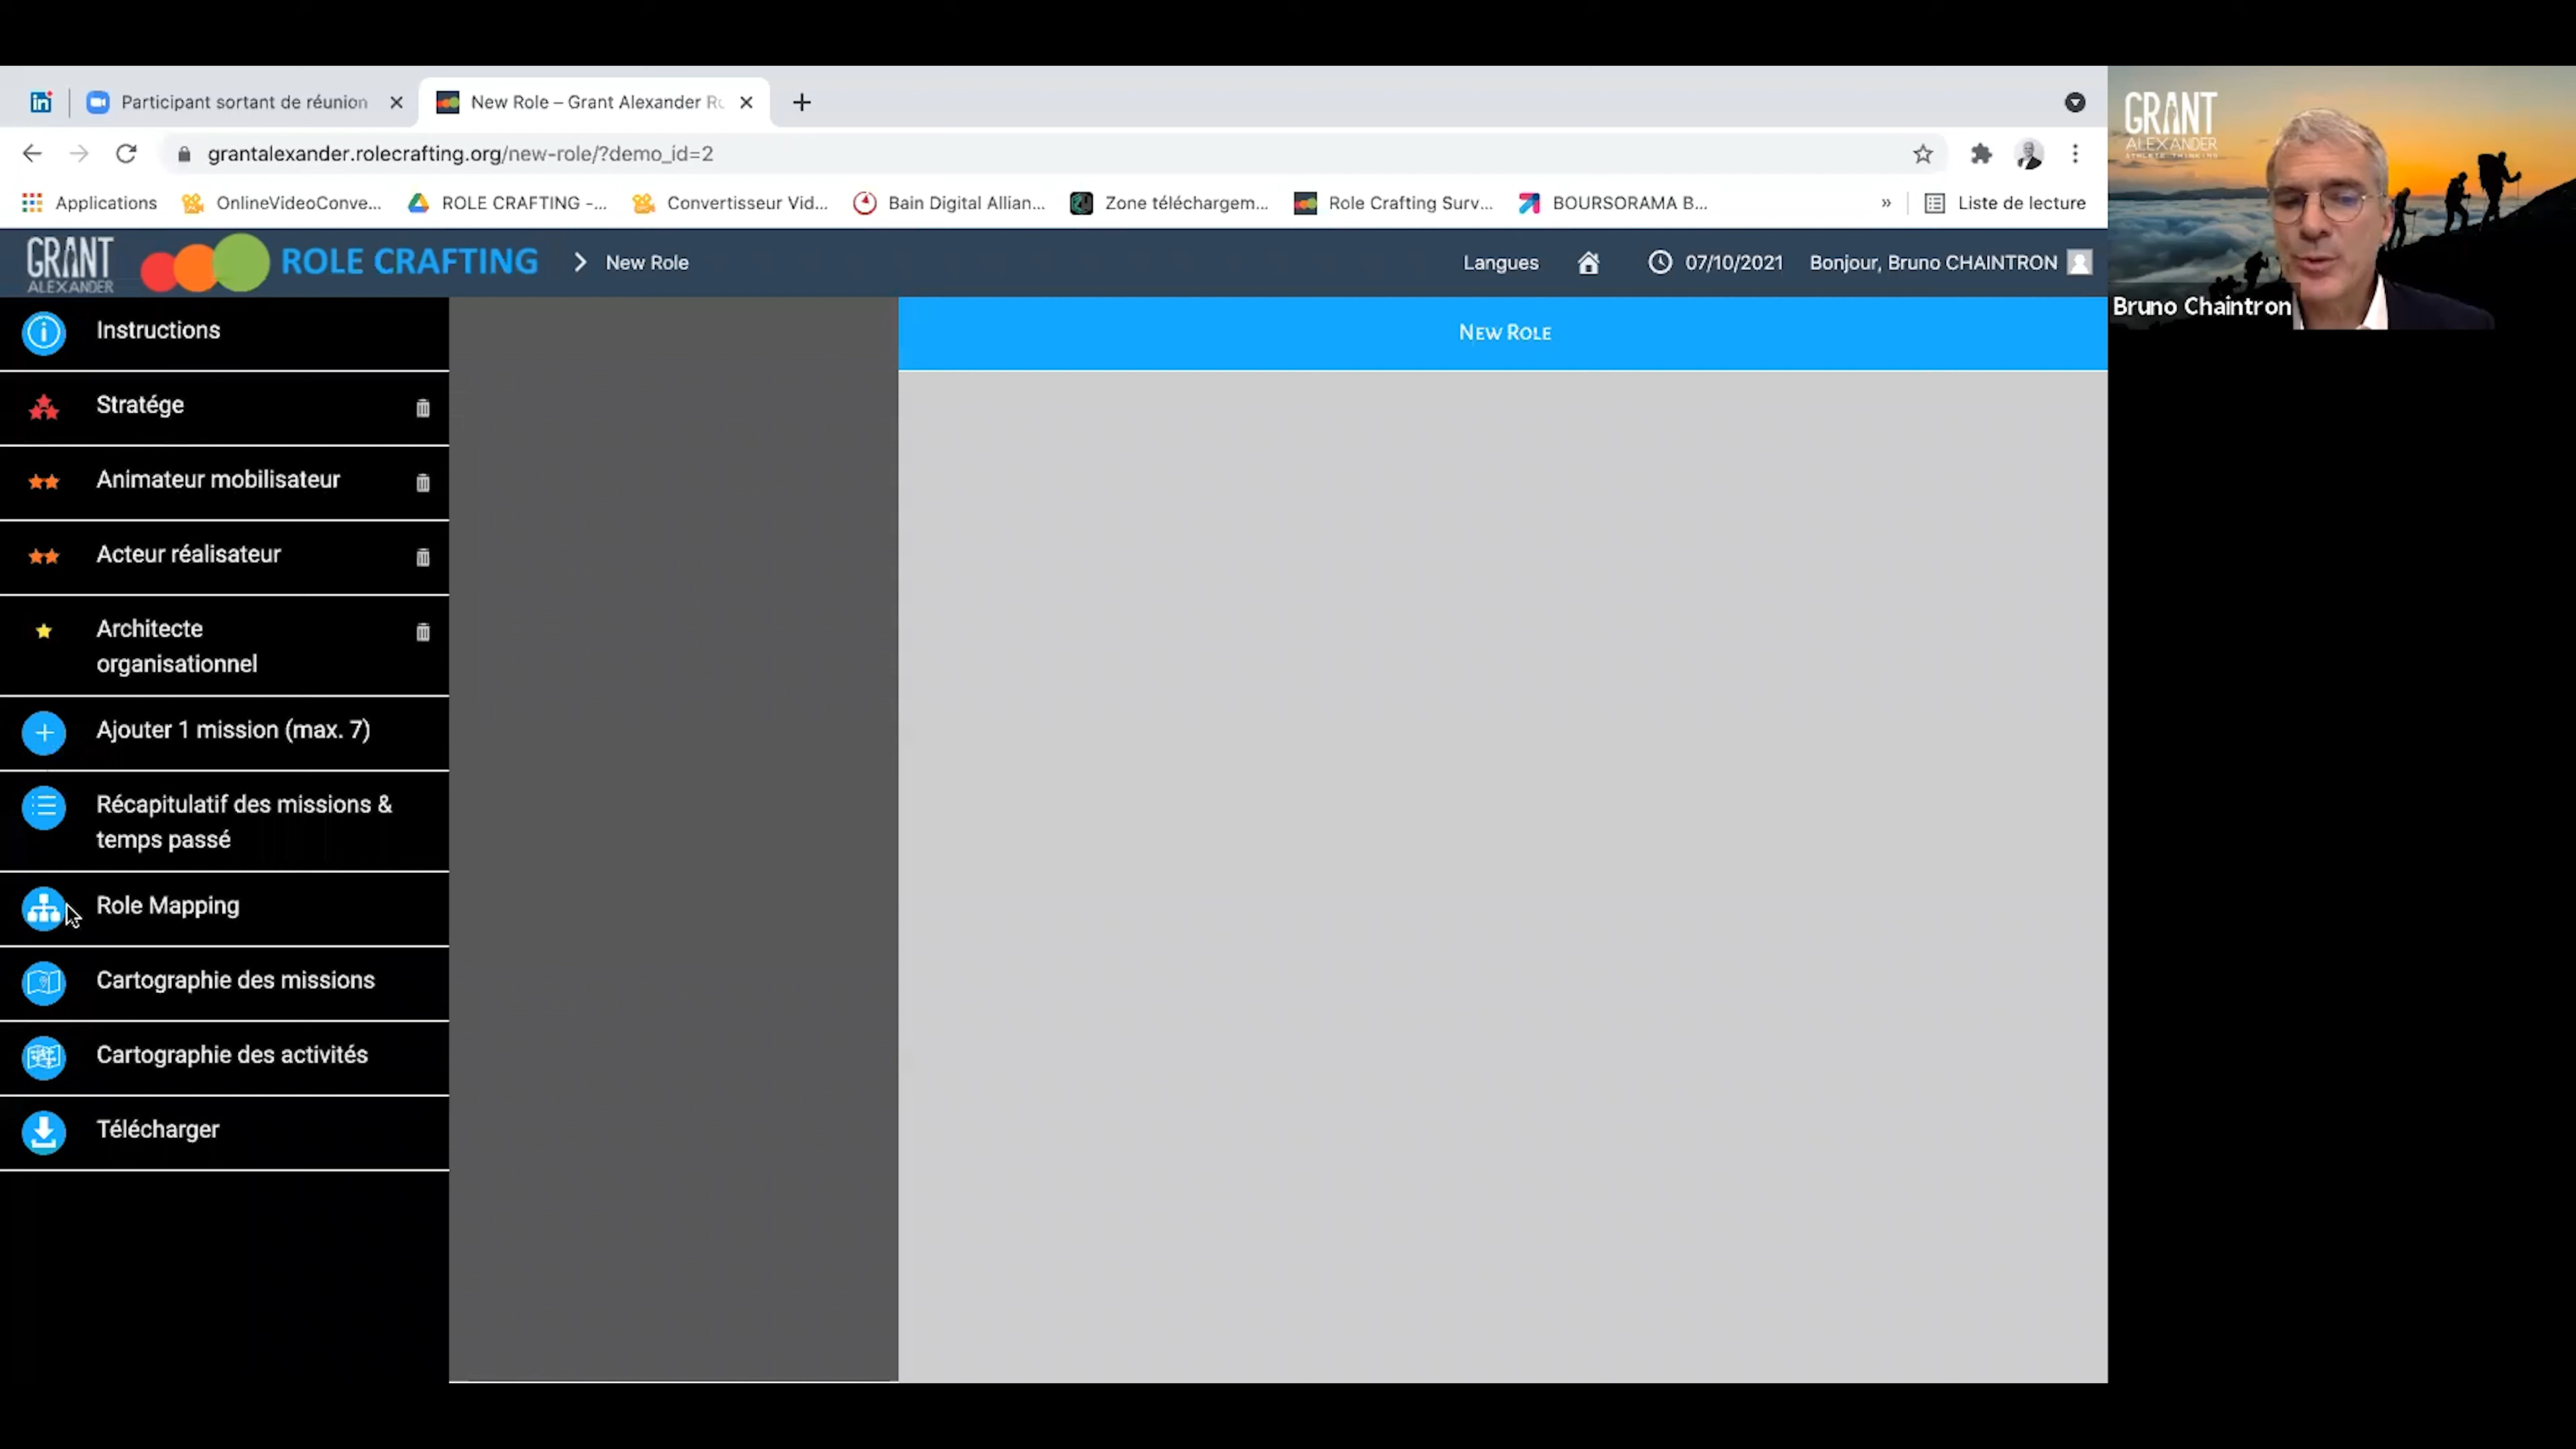 Participant sortant de réunion
New Role – Grant Alexander Ro
grantalexander.rolecrafting.org/new-role/?demo_id=2
Applications
OnlineVideoConve...
ROLE CRAFTING -...
Convertisseur Vid...
Bain Digital Allian...
Zone téléchargem...
Role Crafting Surv...
BOURSORAMA B...
»
Liste de lecture
GRANT
ALEXANDER
ROLE CRAFTING
New Role
Langues
07/10/2021
Bonjour, Bruno CHAINTRON
Instructions
Stratége
Animateur mobilisateur
Acteur réalisateur
Architecte
organisationnel
Ajouter 1 mission (max. 7)
Récapitulatif des missions &
temps passé
Role Mapping
Cartographie des missions
Cartographie des activités
Télécharger
NEW ROLE
GRANT
ALEXANDER
ATHLETE THINKING
Bruno Chaintron